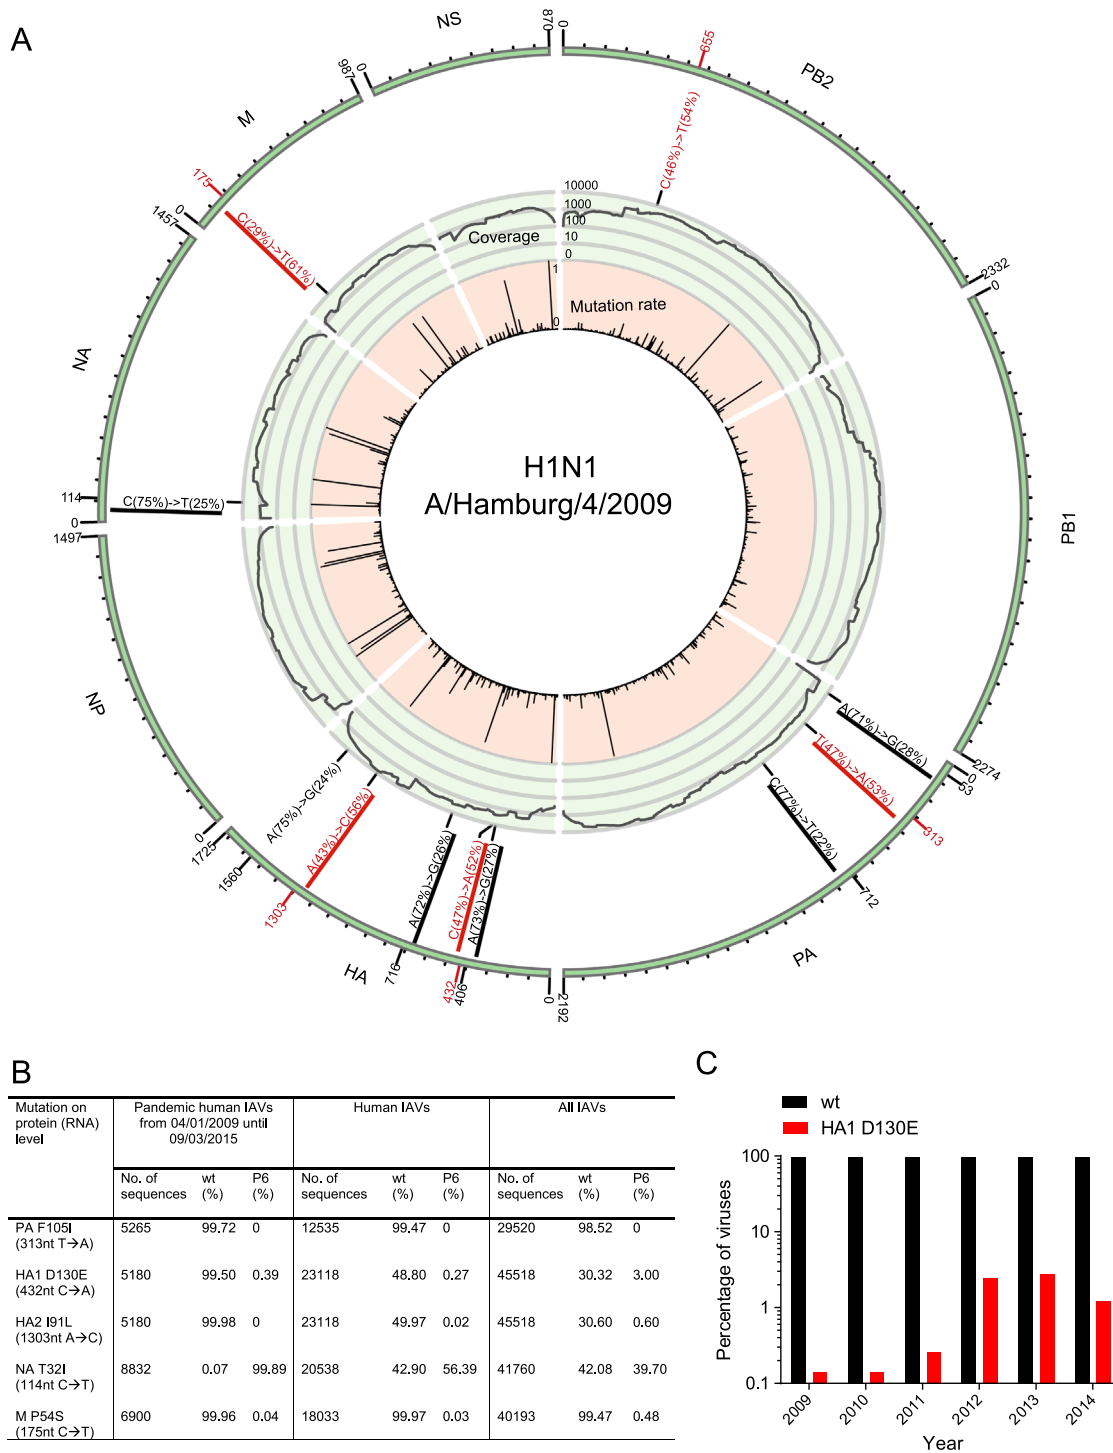 A
NS
870
0
655
PB2
987
0
M
C(46%)->T(54%)
175
0
1457
C(29%)->T(61%)
10000
1000
100
10
0
Coverage
1
Mutation rate
0
2332
0
NA
H1N1
A/Hamburg/4/2009
114
C(75%)->T(25%)
0
1497
PB1
NP
A(71%)->G(28%)
T(47%)->A(53%)
C(77%)->T(22%)
2274
0
53
313
712
A(75%)->G(24%)
A(43%)->C(56%)
A(72%)->G(26%)
C(47%)->A(52%)
A(73%)->G(27%)
0
1725
1560
1303
HA
716
432
406
0
2192
PA
B
Mutation on protein (RNA) level
Pandemic human IAVs from 04/01/2009 until 09/03/2015
Human IAVs
All IAVs
No. of sequences wt (%) P6 (%) No. of sequences wt (%) P6 (%) No. of sequences wt (%) P6 (%)
PA F105I 5265 99.72 0 12535 99.47 0 29520 98.52 0
(313nt T→A)
HA1 D130E 5180 99.50 0.39 23118 48.80 0.27 45518 30.32 3.00
(432nt C→A)
HA2 I91L 5180 99.98 0 23118 49.97 0.02 45518 30.60 0.60
(1303nt A→C)
NA T32I 8832 0.07 99.89 20538 42.90 56.39 41760 42.08 39.70
(114nt C→T)
M P54S 6900 99.96 0.04 18033 99.97 0.03 40193 99.47 0.48
(175nt C→T)
C
wt
HA1 D130E
Percentage of viruses
100
10
1
0.1
2009 2010 2011 2012 2013 2014
Year